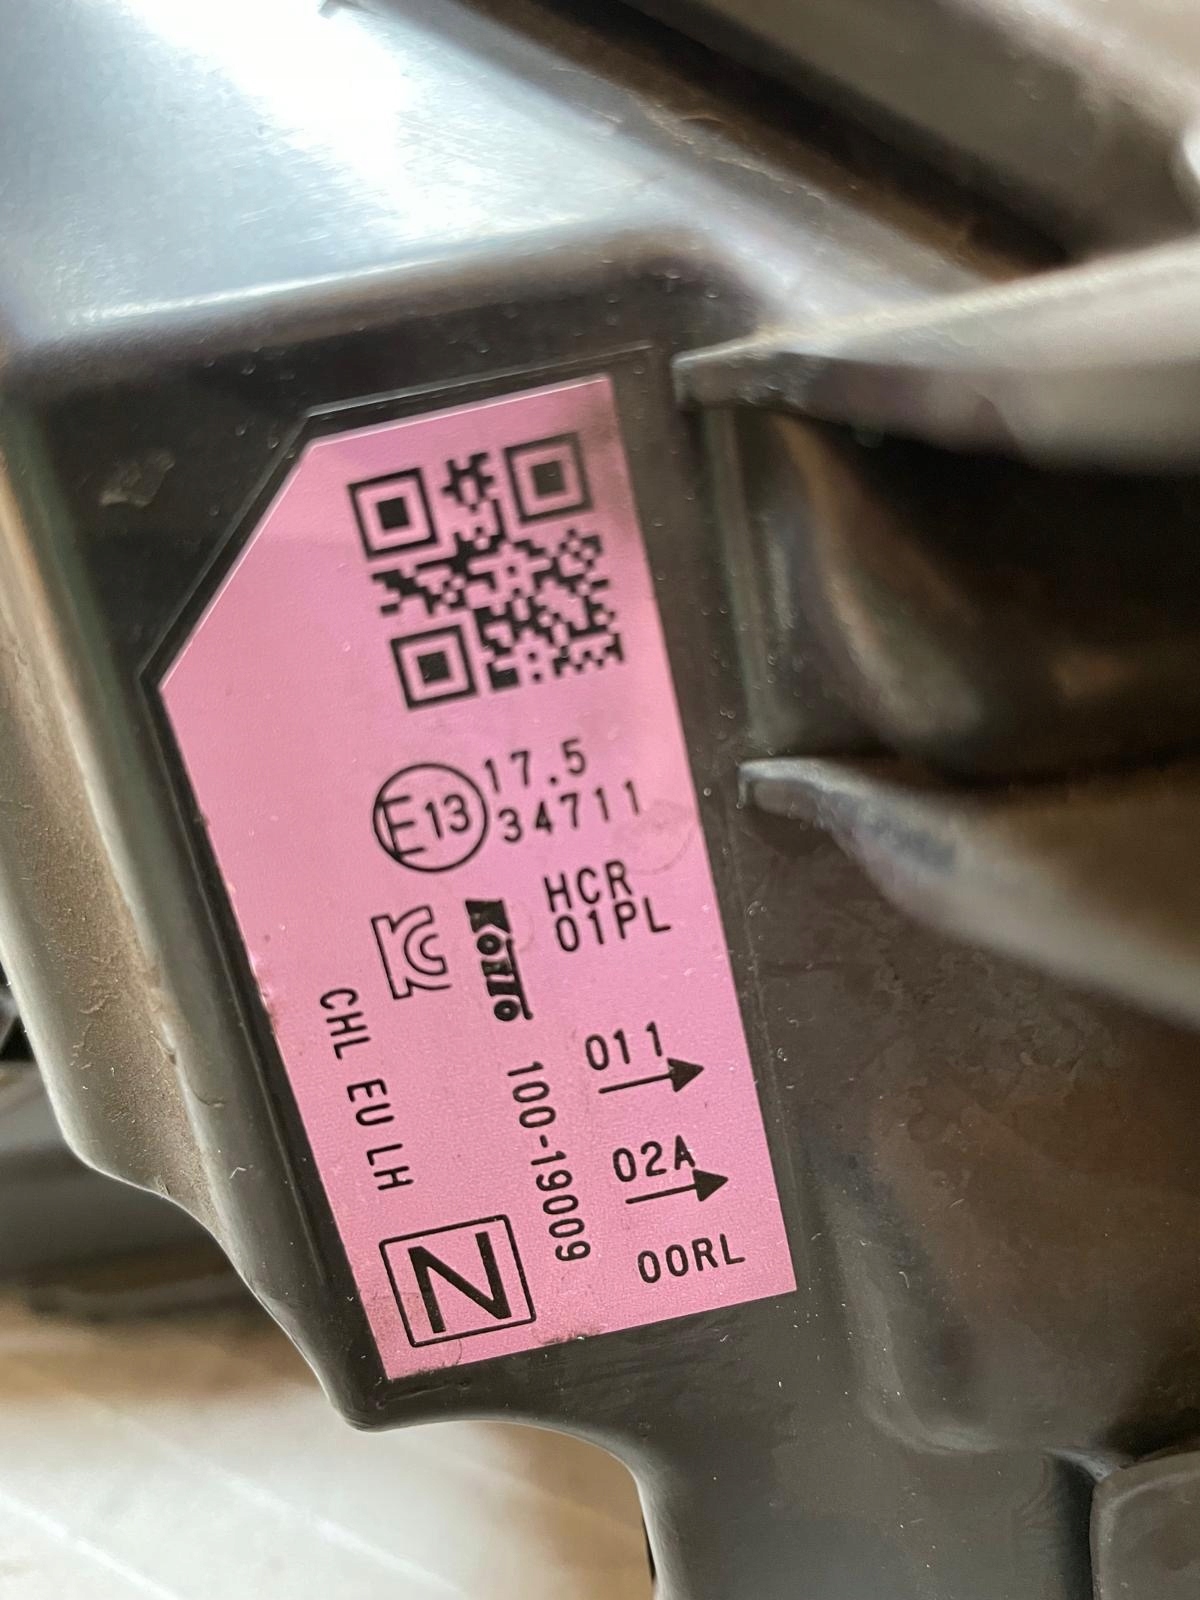 E13
17.5
34711
HCR
01PL
011
02A
00RL
KOITO
100-19009
CHL EU LH
N